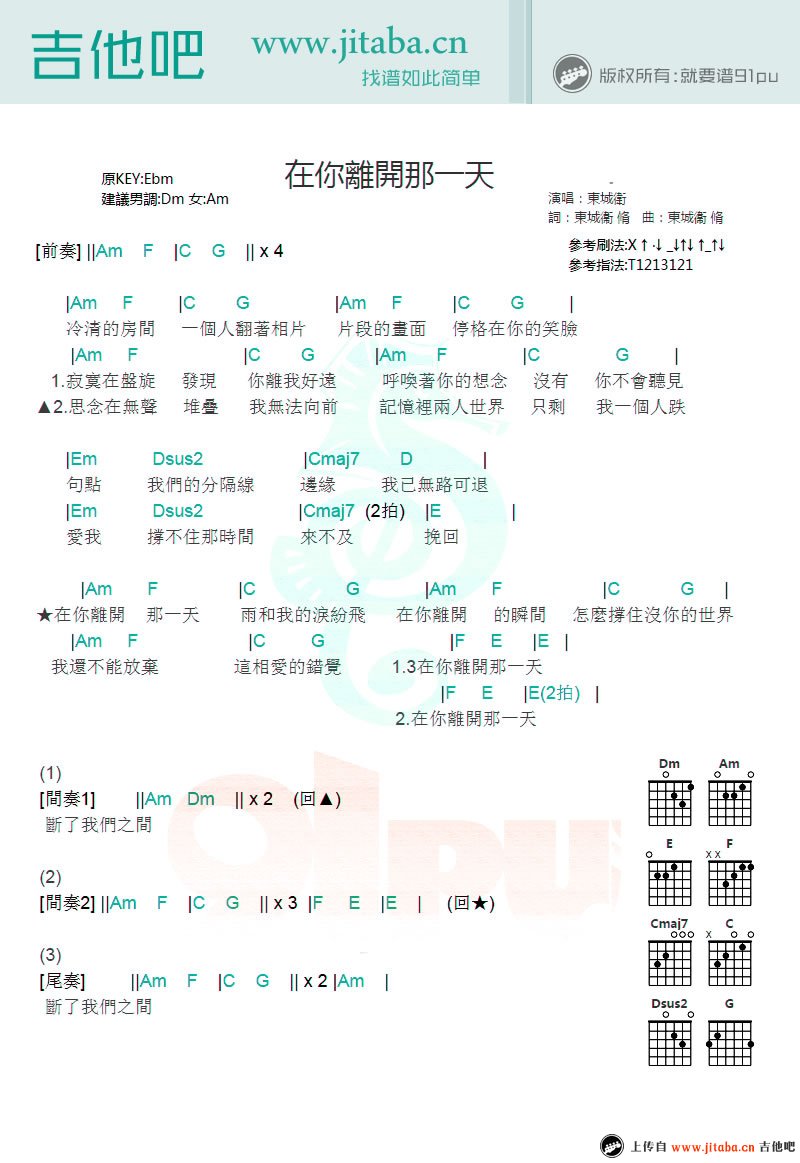 吉他吧
www.jitaba.cn
找谱如此简单
版权所有:就要谱91pu
在你離開那一天
原KEY:Ebm
建議男調:Dm 女:Am
演唱：東城衛
詞：東城衛 脩 曲：東城衛 脩
參考刷法:X↑·↓_↓↑↓↑_↑↓
參考指法:T1213121
[前奏] ||Am F |C G || x 4
|Am F |C G |Am F |C G |
冷清的房間 一個人翻著相片 片段的畫面 停格在你的笑臉
|Am F |C G |Am F |C G |
1.寂寞在盤旋 發現 你離我好遠 呼喚著你的想念 沒有 你不會聽見
▲2.思念在無聲 堆疊 我無法向前 記憶裡兩人世界 只剩 我一個人跌
|Em Dsus2 |Cmaj7 D |
句點 我們的分隔線 邊緣 我已無路可退
|Em Dsus2 |Cmaj7 (2拍) |E |
愛我 撐不住那時間 來不及 挽回
|Am F |C G |Am F |C G |
★在你離開 那一天 雨和我的淚紛飛 在你離開 的瞬間 怎麼撐住沒你的世界
|Am F |C G |F E |E |
我還不能放棄 這相愛的錯覺 1.3在你離開那一天
|F E |E(2拍) |
2.在你離開那一天
(1)
[間奏1] ||Am Dm || x 2 (回▲)
斷了我們之間
(2)
[間奏2] ||Am F |C G || x 3 |F E |E | (回★)
(3)
[尾奏] ||Am F |C G || x 2 |Am |
斷了我們之間
Dm Am
E F
x x
Cmaj7 C
x
Dsus2 G
91pu
上传自 www.jitaba.cn 吉他吧